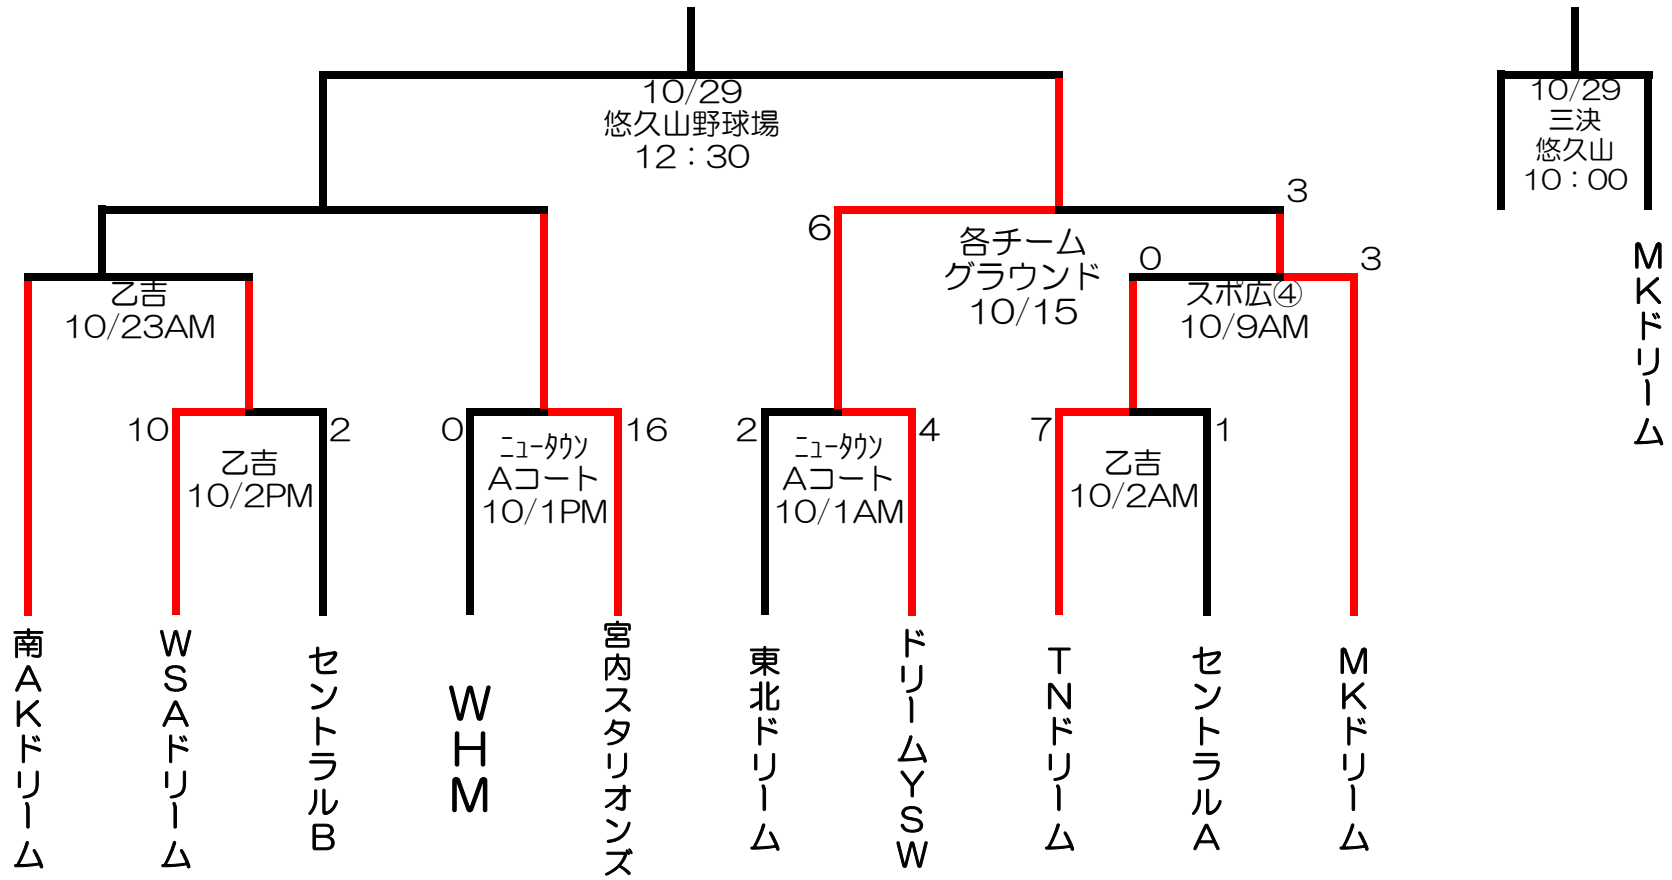 10/29
悠久山野球場
12：30
10/29
三決
悠久山
10：00
3
6
各チーム
グラウンド
10/15
0
3
スポ広④
10/9AM
乙吉
10/23AM
MKドリーム
10
2
乙吉
10/2PM
0
16
ﾆｭｰﾀｳﾝ
Aコート
10/1PM
2
4
ﾆｭｰﾀｳﾝ
Aコート
10/1AM
7
1
乙吉
10/2AM
南AKドリーム
WSAドリーム
セントラルB
WHM
宮内スタリオンズ
東北ドリーム
ドリームYSW
TNドリーム
セントラルA
MKドリーム